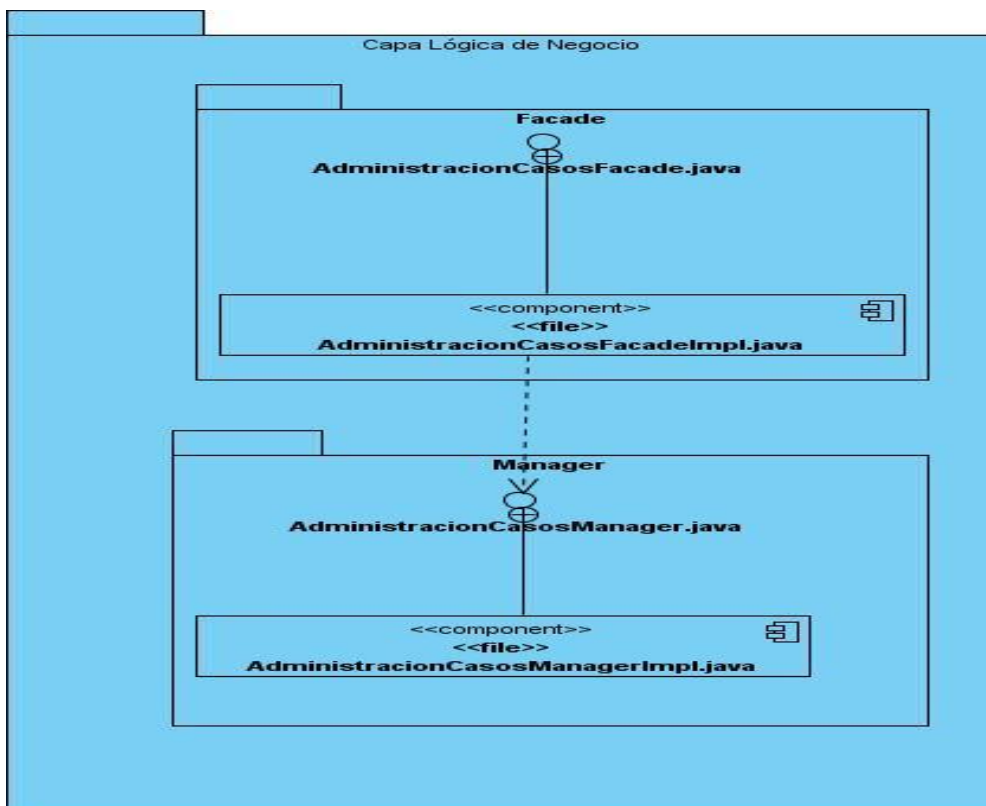 Capa Lógica de Negocio
Facade
AdministracionCasosFacade.java
<<component>>
<<file>>
AdministracionCasosFacadeImpl.java
Manager
AdministracionCasosManager.java
<<component>>
<<file>>
AdministracionCasosManagerImpl.java